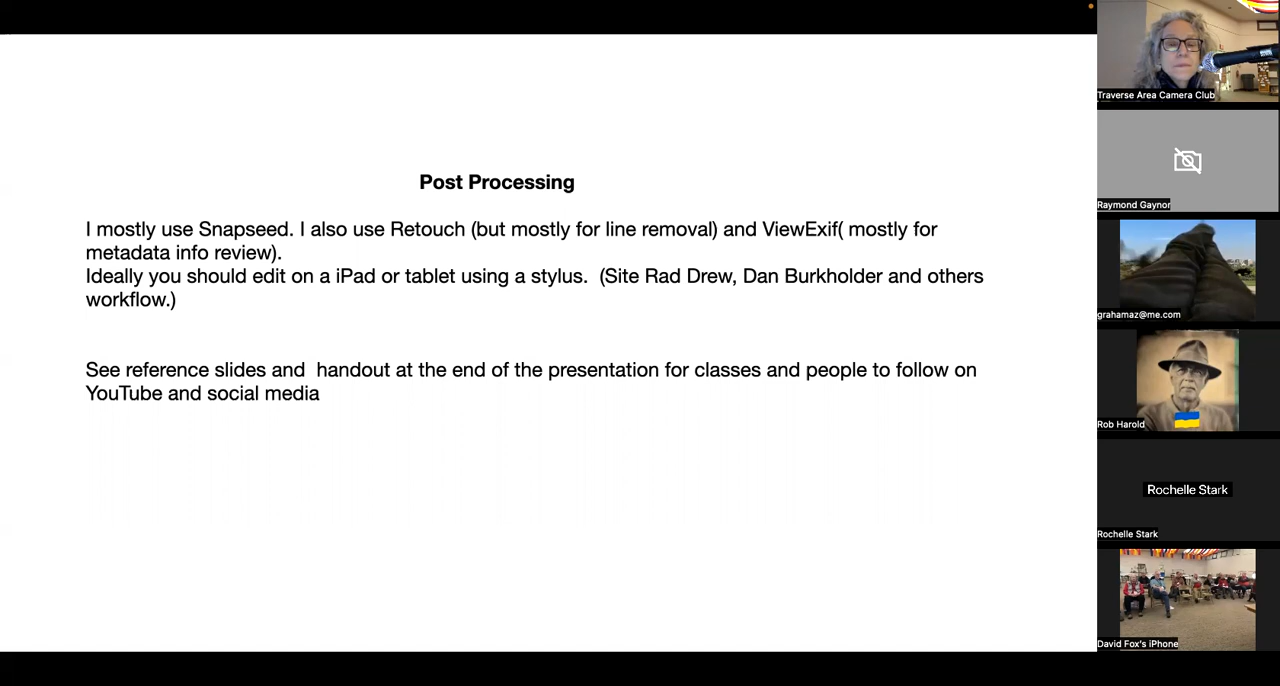 Post Processing
I mostly use Snapseed. I also use Retouch (but mostly for line removal) and ViewExif( mostly for
metadata info review).
Ideally you should edit on a iPad or tablet using a stylus.  (Site Rad Drew, Dan Burkholder and others
workflow.)
See reference slides and  handout at the end of the presentation for classes and people to follow on
YouTube and social media
Traverse Area Camera Club
Raymond Gaynor
grahamaz@me.com
Rob Harold
Rochelle Stark
Rochelle Stark
David Fox's iPhone